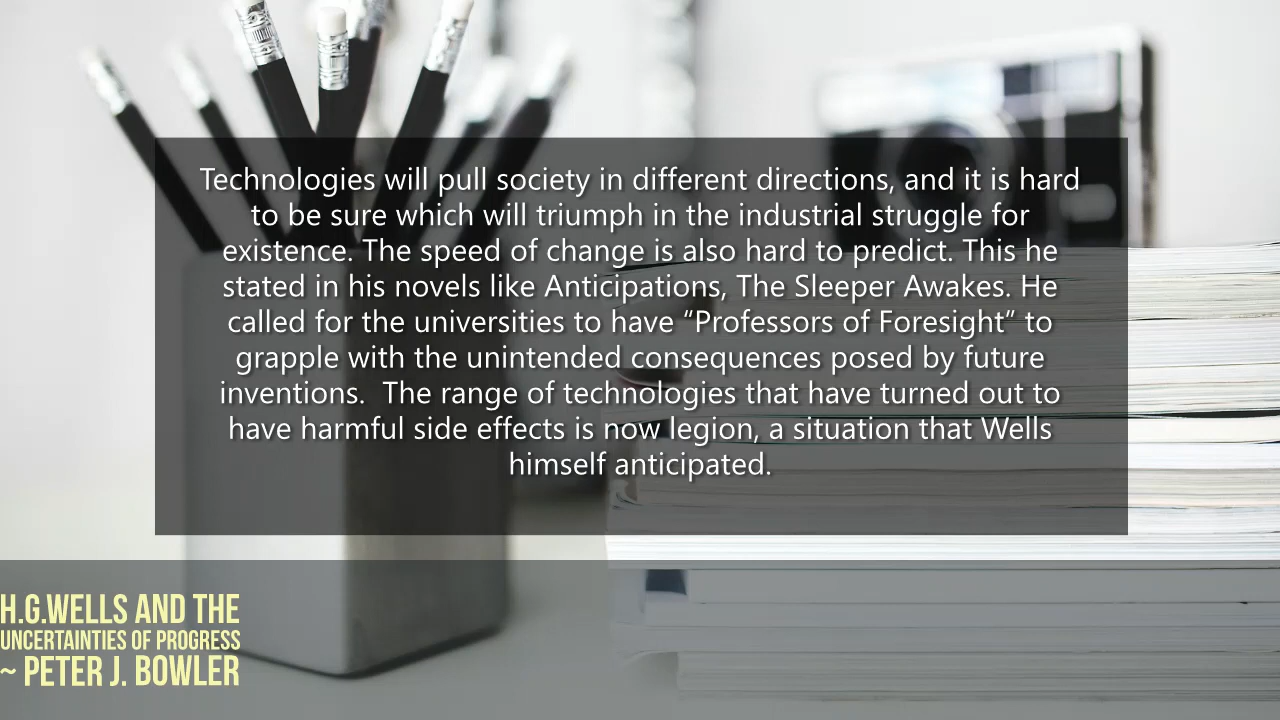 Technologies will pull society in different directions, and it is hard
to be sure which will triumph in the industrial struggle for
existence. The speed of change is also hard to predict. This he
stated in his novels like Anticipations, The Sleeper Awakes. He
called for the universities to have “Professors of Foresight” to
grapple with the unintended consequences posed by future
inventions.  The range of technologies that have turned out to
have harmful side effects is now legion, a situation that Wells
himself anticipated.
H.G.WELLS AND THE
UNCERTAINTIES OF PROGRESS
~ PETER J. BOWLER